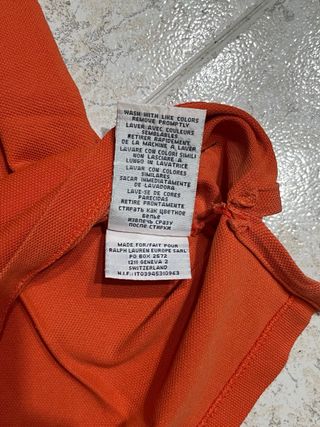 WASH WITH LIKE COLORS
REMOVE PROMPTLY
LAVER AVEC COULEURS
SEMBLABLES
RETIRER RAPIDEMENT
DE LA MACHINE A LAVER
LAVARE CON COLORI SIMILI
NON LASCIARE A
LUNGO IN LAVATRICE
LAVAR CON COLORES
SIMILARES
SACAR IMMEDIATAMENTE
DE LAVADORA
LAVE-SE DE CORES
PARECIDAS
RETIRE PRONTAMENTE
СТИРАТЬ КАК ЦВЕТНОЕ
БЕЛЬЕ
ИЗВЛЕЧЬ СРАЗУ
ПОСЛЕ СТИРКИ
MADE FOR/FAIT POUR
RALPH LAUREN EUROPE SARL
PO BOX 2672
1211 GENEVA 2
SWITZERLAND
N.I.F.: IT03945310963